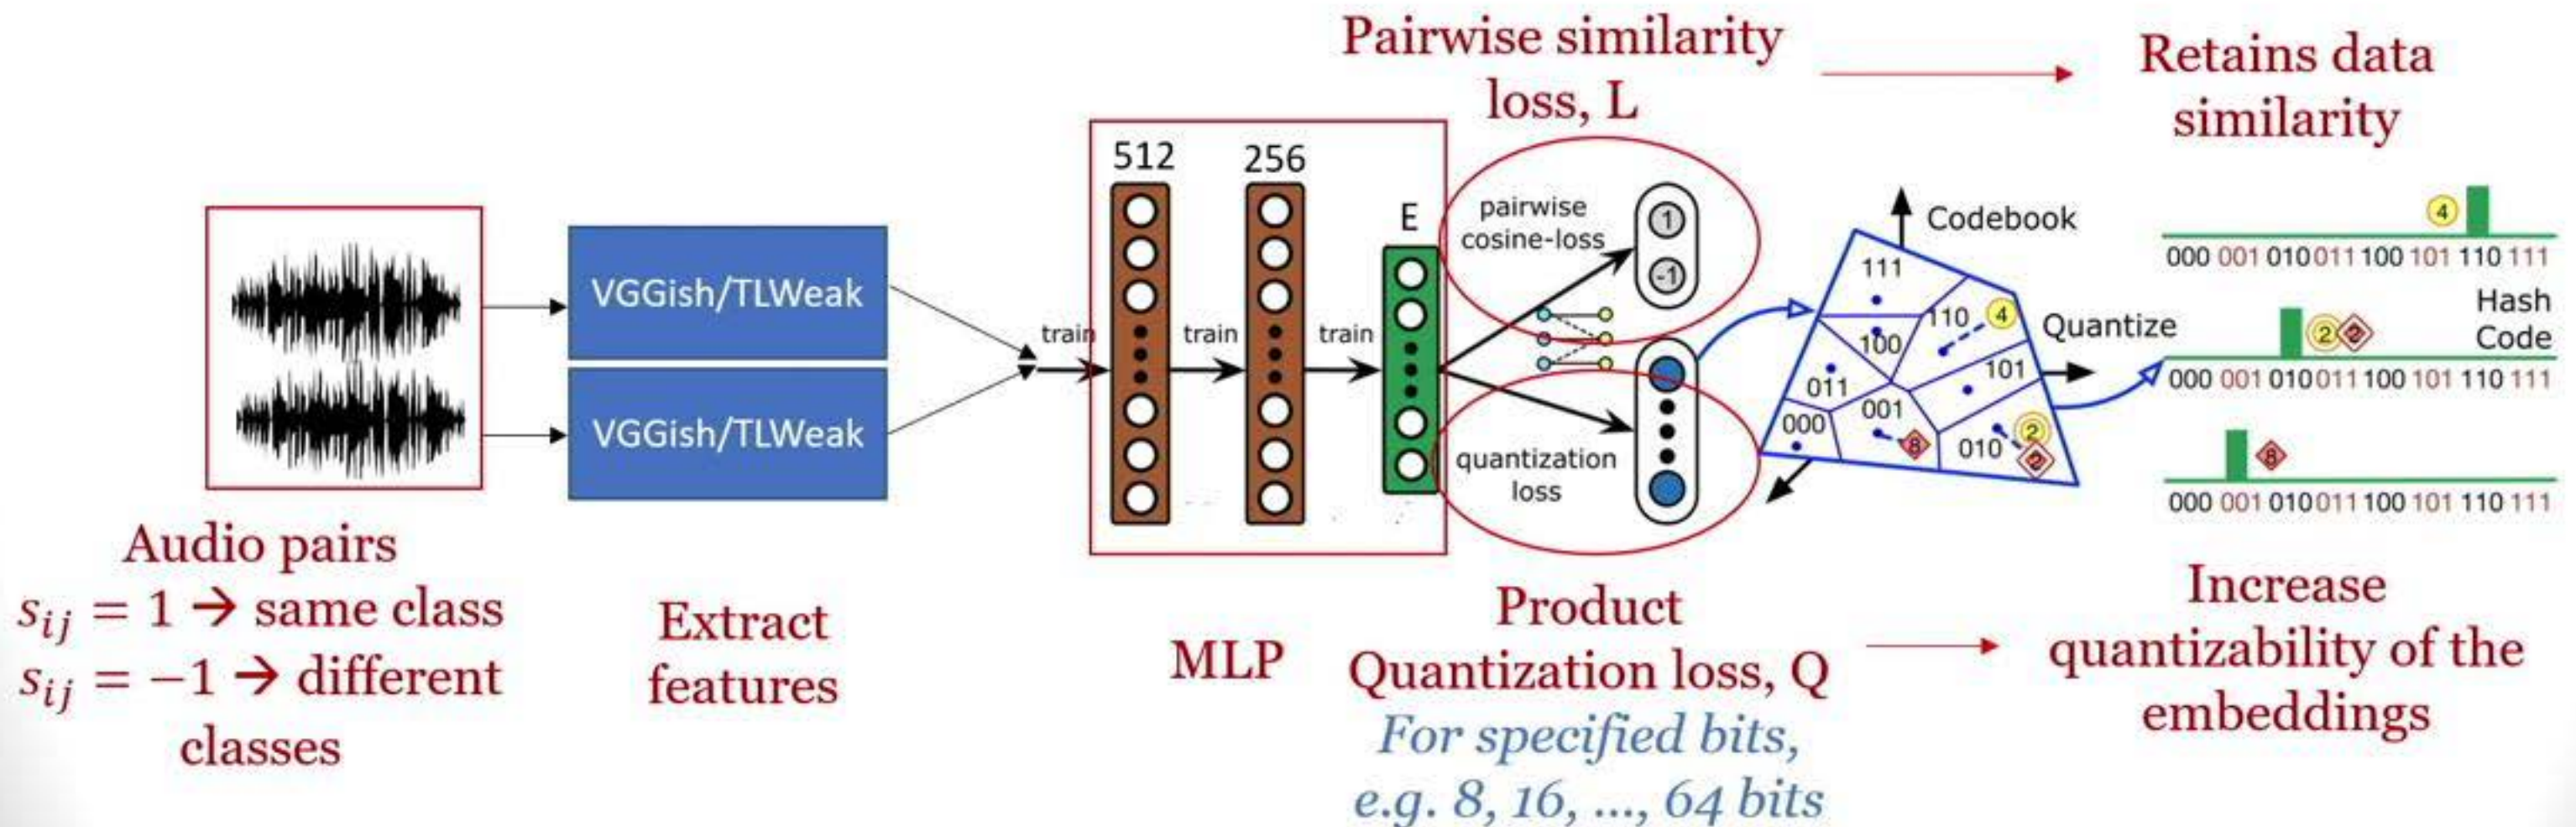 Pairwise similarity
loss, L
Retains data
similarity
512
256
E
pairwise
cosine-loss
1
-1
Codebook
111
110
4
100
101
011
001
000
8
010
2
2
Quantize
4
000 001 010 011 100 101 110 111
Hash
Code
2 2
000 001 010 011 100 101 110 111
8
000 001 010 011 100 101 110 111
VGGish/TLWeak
VGGish/TLWeak
train
train
train
quantization
loss
Audio pairs
s_{ij} = 1 → same class
s_{ij} = −1 → different
classes
Extract
features
MLP
Product
Quantization loss, Q
For specified bits,
e.g. 8, 16, ..., 64 bits
Increase
quantizability of the
embeddings